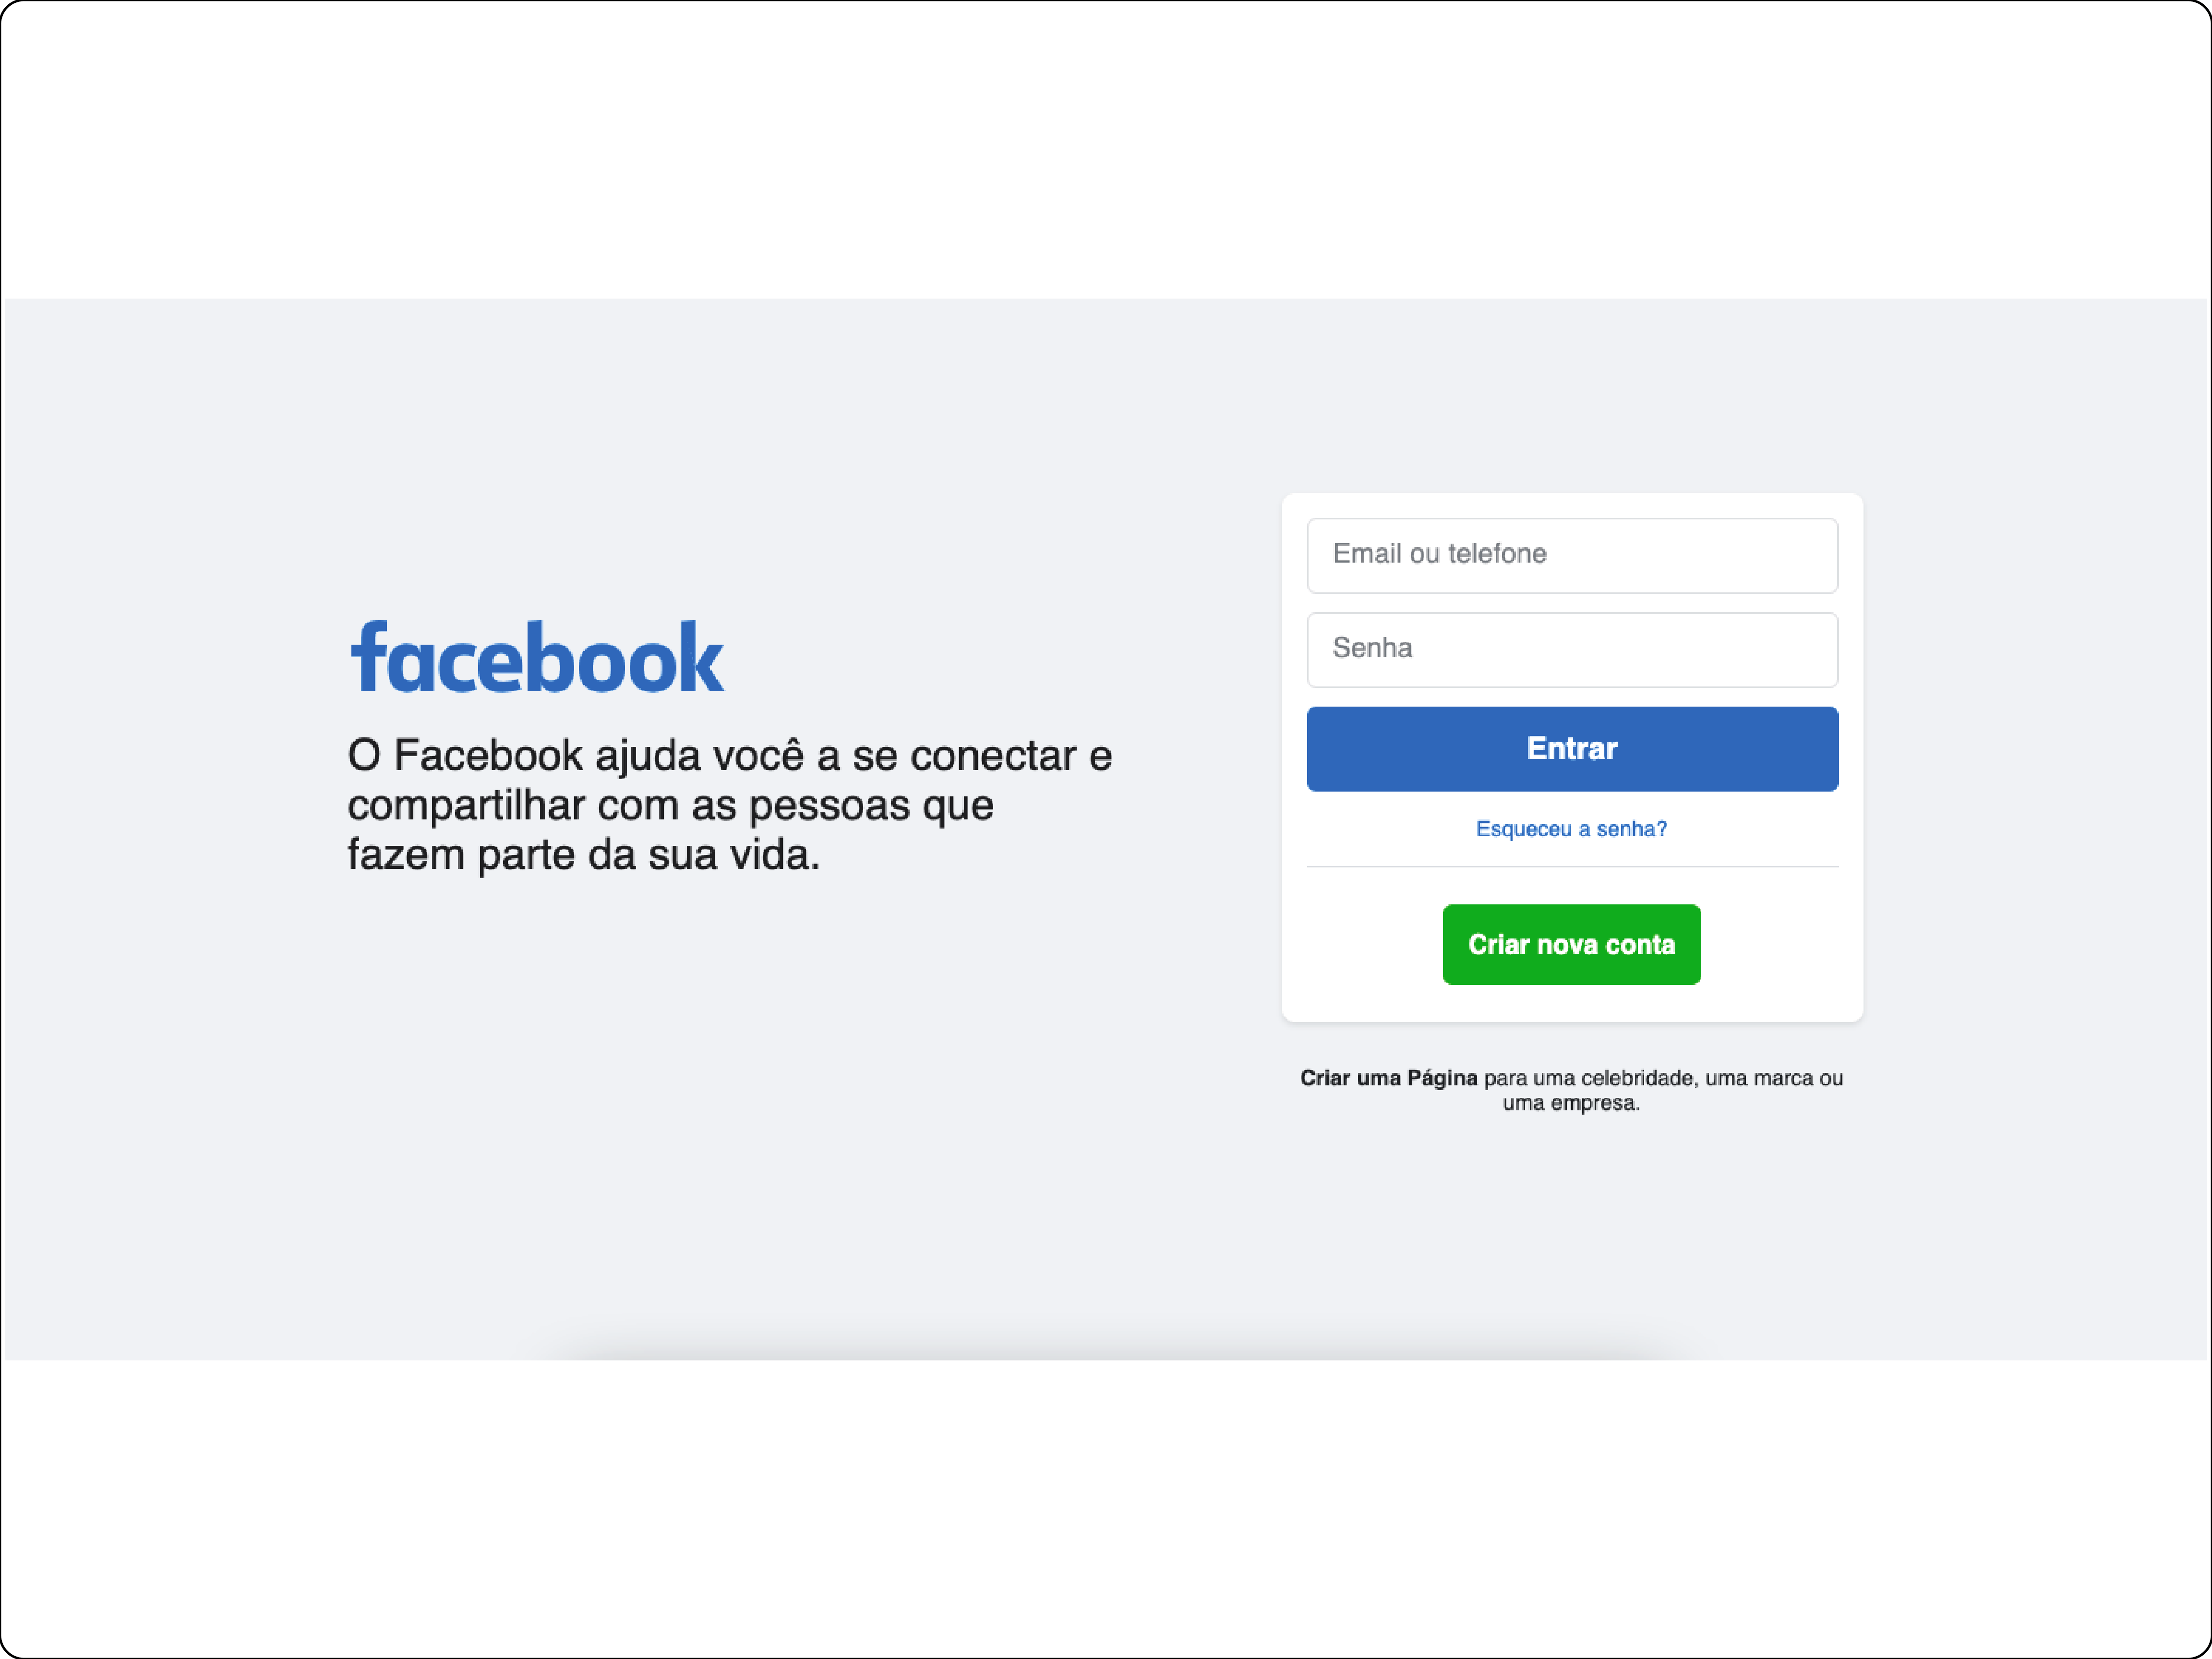 facebook
O Facebook ajuda você a se conectar e
compartilhar com as pessoas que
fazem parte da sua vida.
Email ou telefone
Senha
Entrar
Esqueceu a senha?
Criar nova conta
Criar uma Página para uma celebridade, uma marca ou
uma empresa.